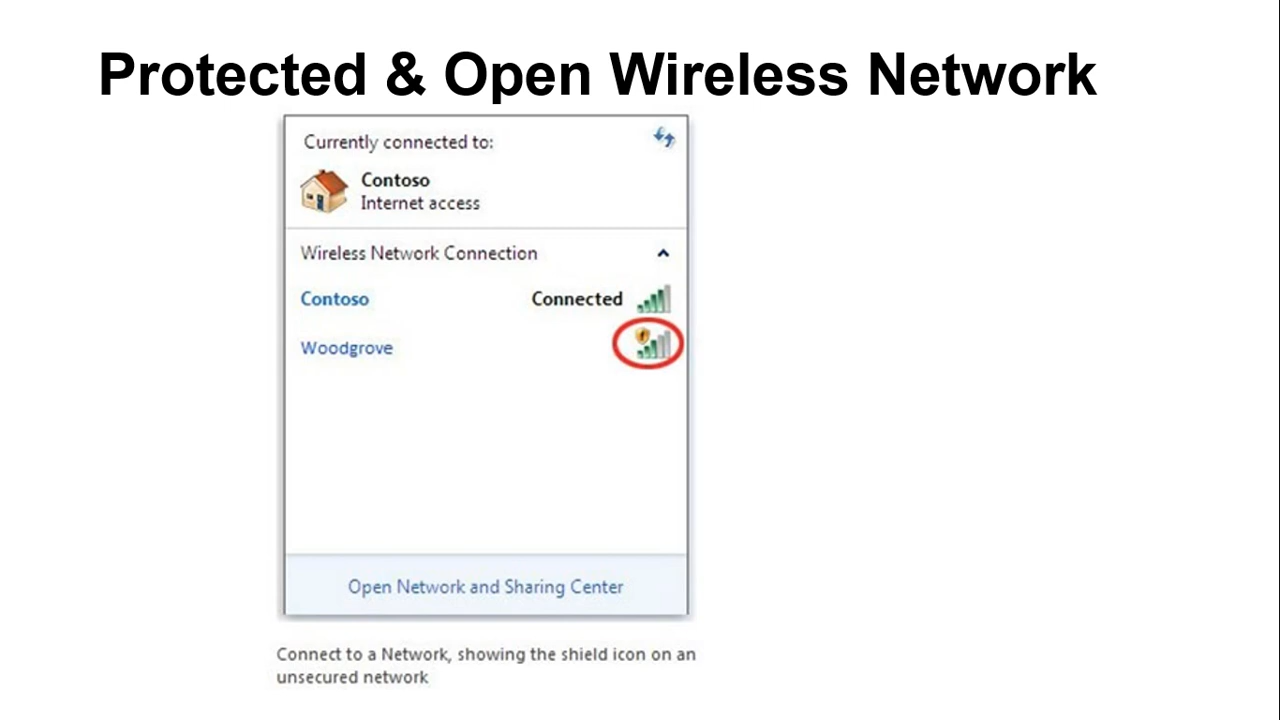 Protected & Open Wireless Network
Currently connected to:
Contoso
Internet access
Wireless Network Connection
Contoso Connected
Woodgrove
Open Network and Sharing Center
Connect to a Network, showing the shield icon on an
unsecured network